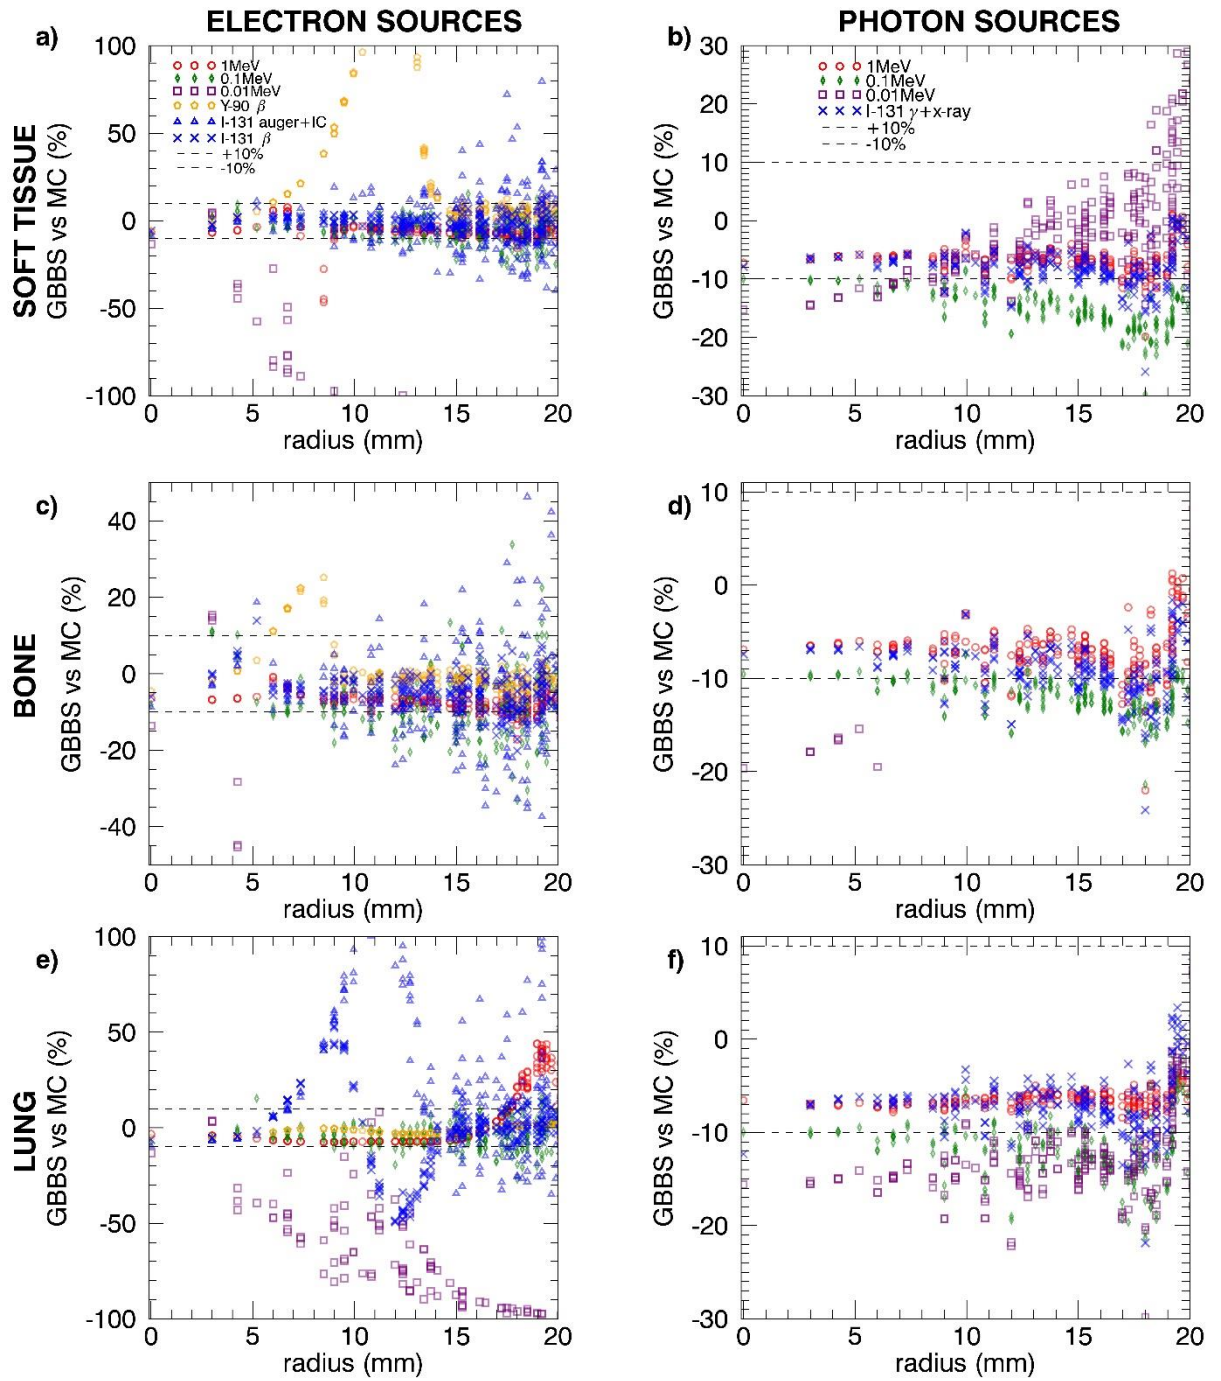 ELECTRON SOURCES
PHOTON SOURCES
SOFT TISSUE
BONE
LUNG
a)
100
50
0
-50
-100
GBBS vs MC (%)
1MeV
0.1MeV
0.01MeV
Y-90 β
I-131 auger+IC
I-131 β
+10%
-10%
0 5 10 15 20
radius (mm)
b)
30
20
10
0
-10
-20
-30
GBBS vs MC (%)
1MeV
0.1MeV
0.01MeV
I-131 γ+x-ray
+10%
-10%
0 5 10 15 20
radius (mm)
c)
40
20
0
-20
-40
GBBS vs MC (%)
0 5 10 15 20
radius (mm)
d)
10
0
-10
-20
-30
GBBS vs MC (%)
0 5 10 15 20
radius (mm)
e)
100
50
0
-50
-100
GBBS vs MC (%)
0 5 10 15 20
radius (mm)
f)
10
0
-10
-20
-30
GBBS vs MC (%)
0 5 10 15 20
radius (mm)